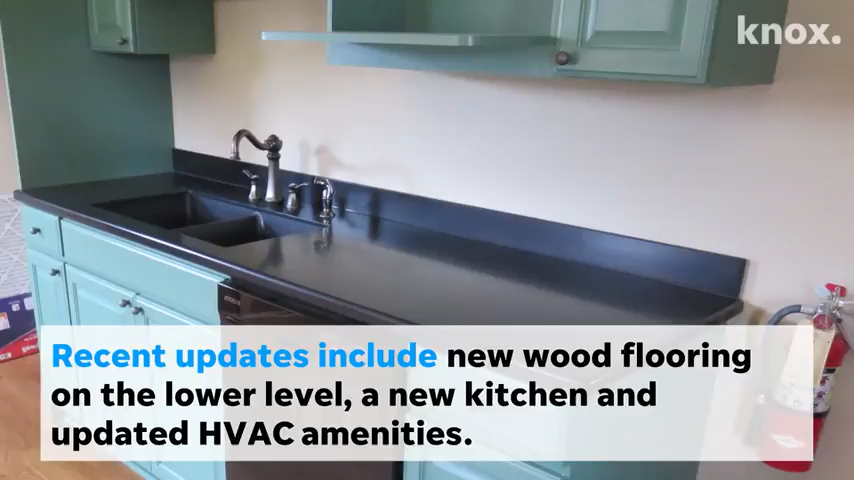 knox.
Recent updates include new wood flooring
on the lower level, a new kitchen and
updated HVAC amenities.